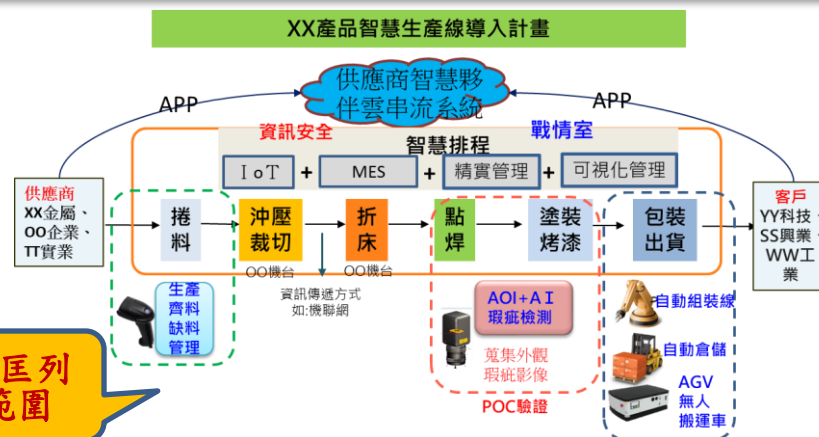 XX產品智慧生產線導入計畫
供應商智慧夥
伴雲串流系統
APP
APP
資訊安全
戰情室
智慧排程
IoT
+
MES
+
精實管理
+
可視化管理
供應商
XX金屬、
OO企業、
TT實業
捲
料
沖壓
裁切
折
床
點
焊
塗裝
烤漆
包裝
出貨
客戶
YY科技、
SS興業、
WW工
業
OO機台
OO機台
資訊傳遞方式
如:機聯網
生產
齊料
缺料
管理
AOI+AI
瑕疵檢測
蒐集外觀
瑕疵影像
POC驗證
自動組裝線
自動倉儲
AGV
無人
搬運車
匡列
範圍